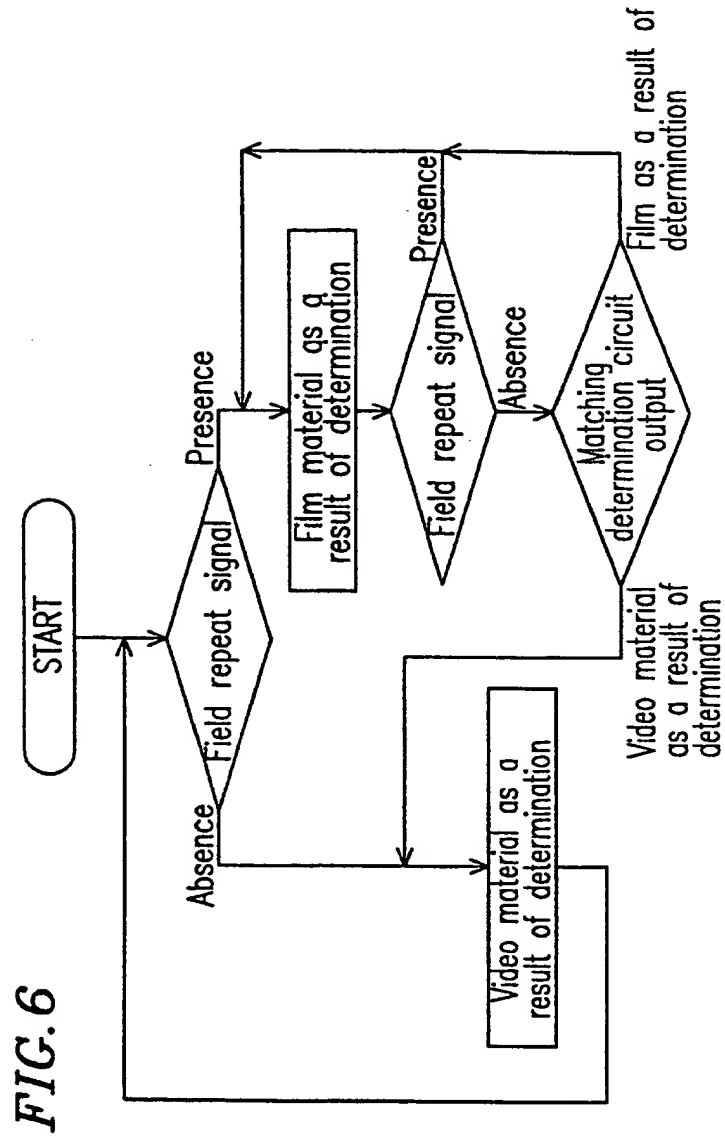 FIG.6
START
Field repeat signal
Absence
Presence
Film material as a
result of determination
Field repeat signal
Presence
Absence
Matching
determination circuit
output
Film as a result of
determination
Video material
as a result of
determination
Video material as a
result of determination